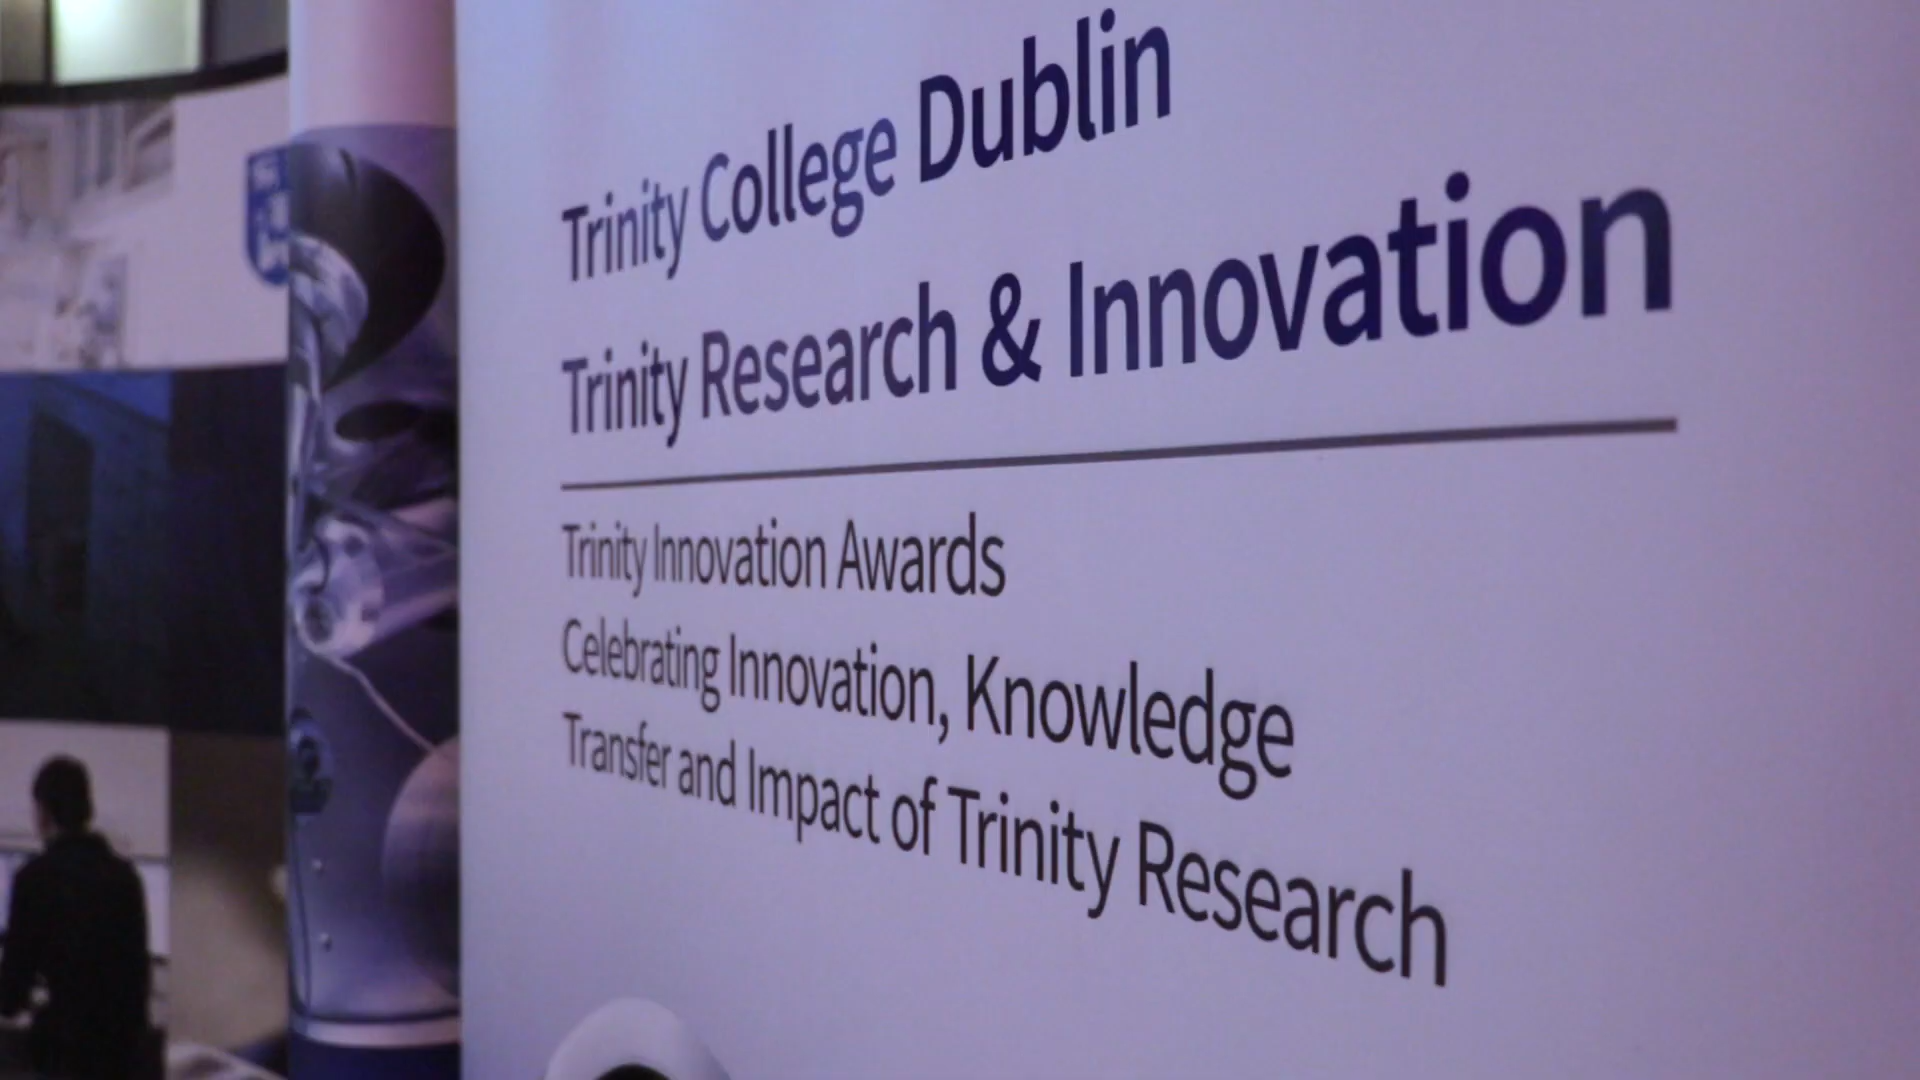 Trinity College Dublin
Trinity Research & Innovation
Trinity Innovation Awards
Celebrating Innovation, Knowledge
Transfer and Impact of Trinity Research